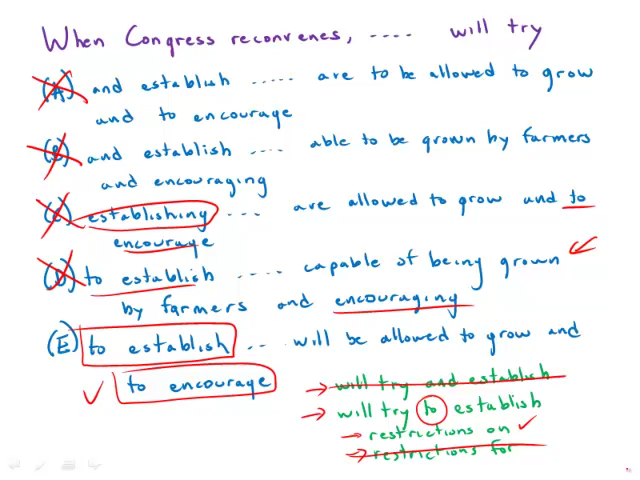 When Congress reconvenes, .... will try
(A) and establish ..... are to be allowed to grow
and to encourage
(B) and establish .... able to be grown by farmers
and encouraging
(C) establishing ... are allowed to grow and to
encourage
(D) to establish .... capable of being grown
by farmers and encouraging
(E) to establish .. will be allowed to grow and
to encourage
→ will try and establish
→ will try to establish
→ restrictions on ✓
→ restrictions for